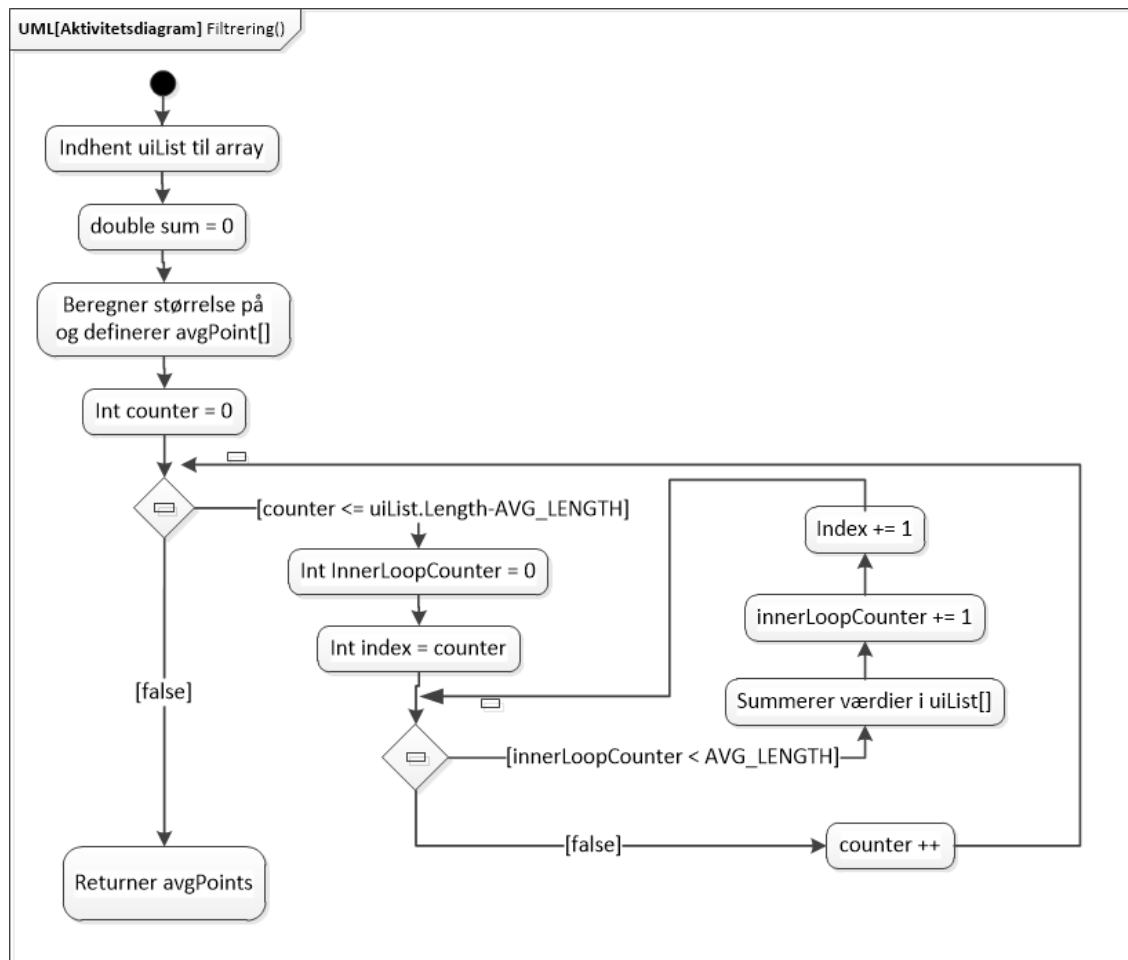 UML[Aktivitetsdiagram] Filtrering()
Indhent uiList til array
double sum = 0
Beregner størrelse på
og definerer avgPoint[]
Int counter = 0
[counter <= uiList.Length-AVG_LENGTH]
Int InnerLoopCounter = 0
Int index = counter
[innerLoopCounter < AVG_LENGTH]
Summerer værdier i uiList[]
innerLoopCounter += 1
Index += 1
[false]
counter ++
[false]
Returner avgPoints